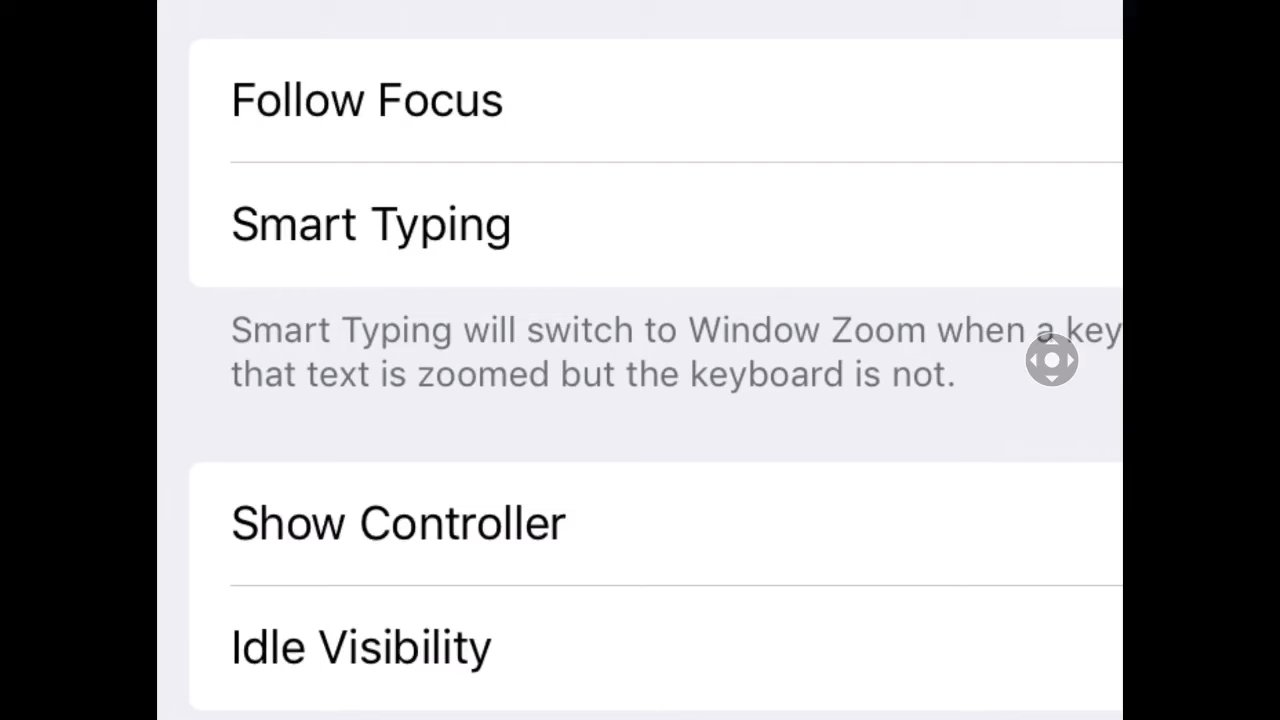 Follow Focus
Smart Typing
Smart Typing will switch to Window Zoom when a key
that text is zoomed but the keyboard is not.
Show Controller
Idle Visibility